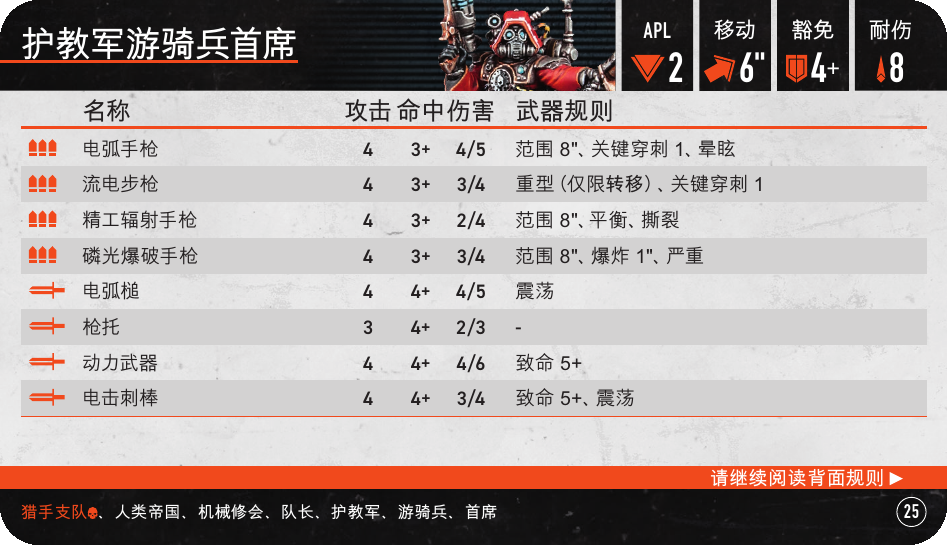 护教军游骑兵首席
APL 移动 豁免 耐伤
2 6" 4+ 8
名称 攻击 命中 伤害 武器规则
电弧手枪 4 3+ 4/5 范围 8"、关键穿刺 1、晕眩
流电步枪 4 3+ 3/4 重型（仅限转移）、关键穿刺 1
精工辐射手枪 4 3+ 2/4 范围 8"、平衡、撕裂
磷光爆破手枪 4 3+ 3/4 范围 8"、爆炸 1"、严重
电弧槌 4 4+ 4/5 震荡
枪托 3 4+ 2/3 -
动力武器 4 4+ 4/6 致命 5+
电击刺棒 4 4+ 3/4 致命 5+、震荡
请继续阅读背面规则 ▶
猎手支队、人类帝国、机械修会、队长、护教军、游骑兵、首席
25